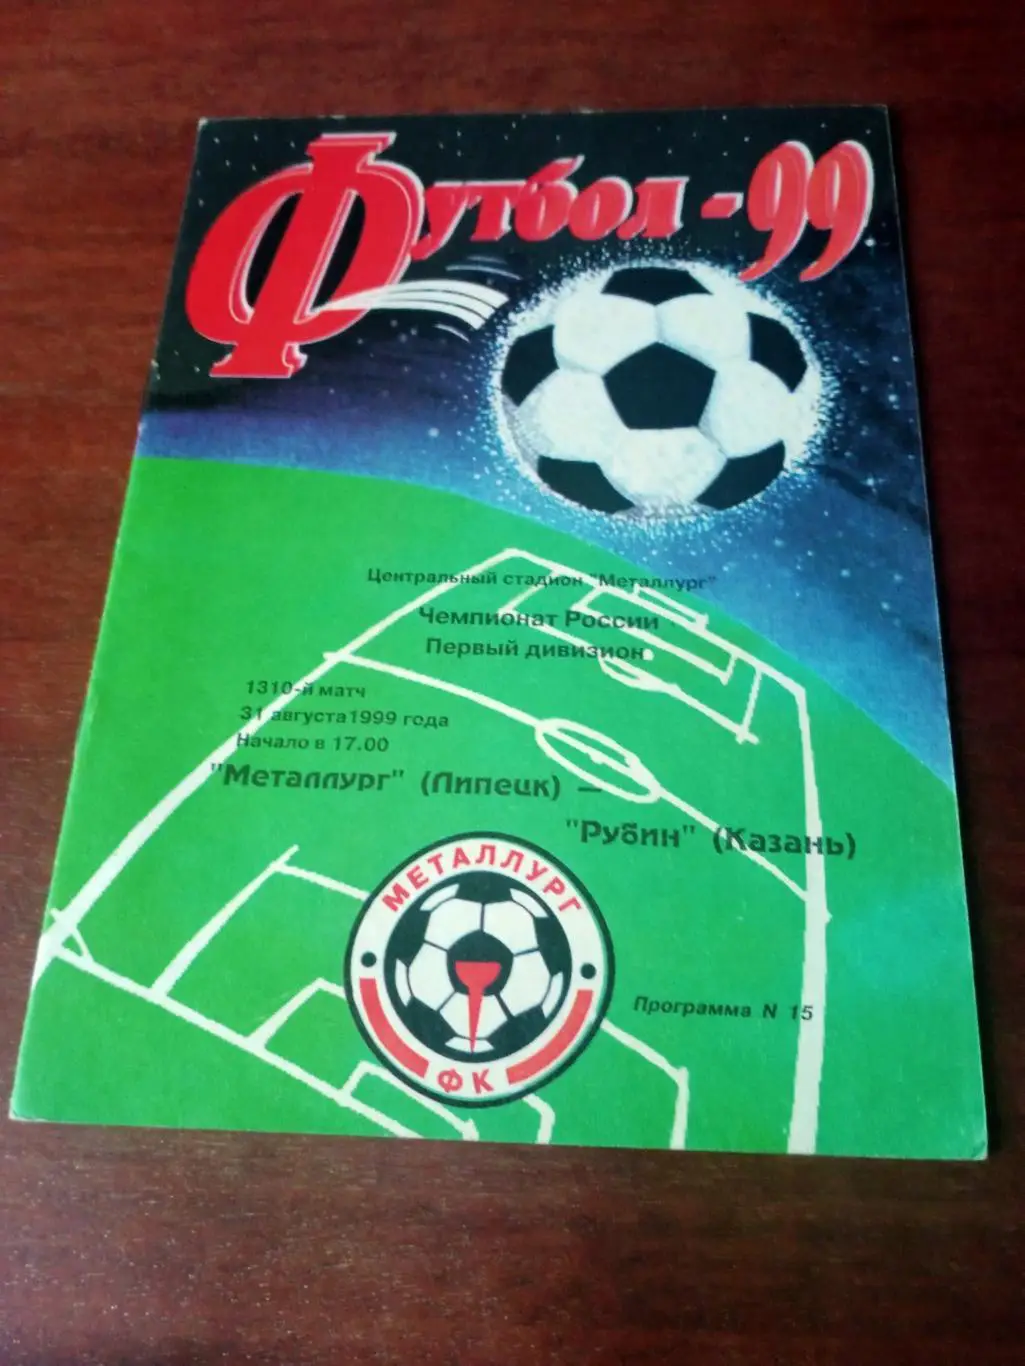 Футбол - 99
Центральный стадион "Металлург"
Чемпионат России
Первый дивизион
1310-й матч
31 августа 1999 года
Начало в 17.00
"Металлург" (Липецк) —
"Рубин" (Казань)
МЕТАЛЛУРГ
ФК
Программа N 15